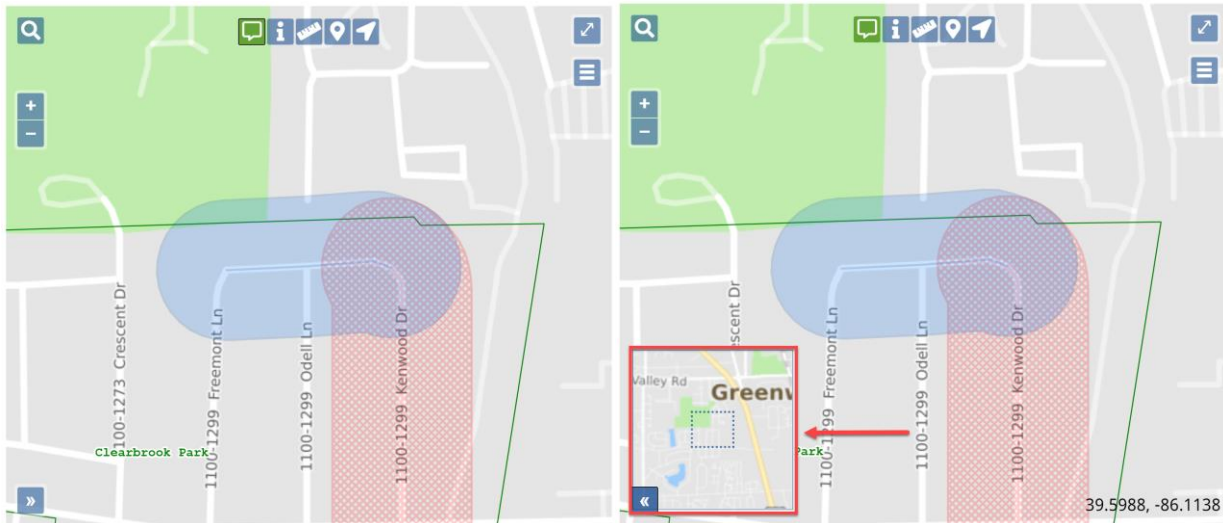 +
i
−
1100-1273 Crescent Dr
1100-1299 Freemont Ln
1100-1299 Odell Ln
1100-1299 Kenwood Dr
Clearbrook Park
»
+
i
−
escent Dr
1100-1299 Freemont Ln
1100-1299 Odell Ln
1100-1299 Kenwood Dr
Valley Rd
Greenw
Park
«
39.5988, -86.1138